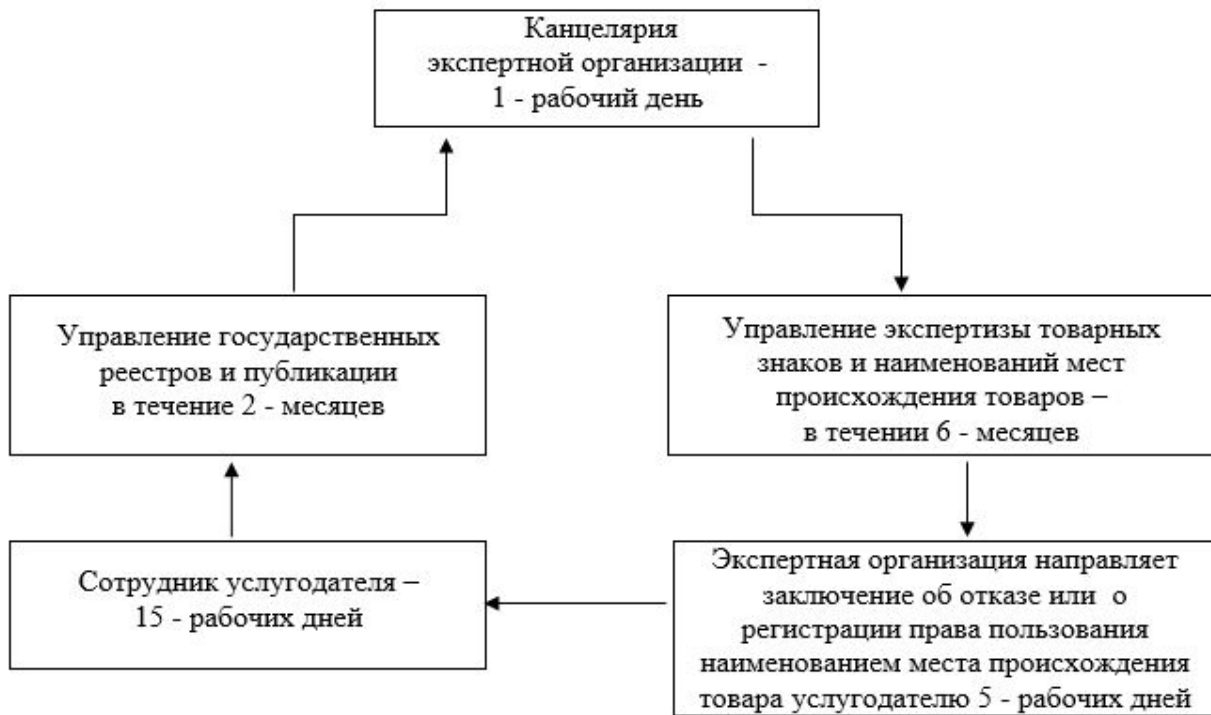 Канцелярия
экспертной организации -
1 - рабочий день
Управление государственных
реестров и публикации
в течение 2 - месяцев
Управление экспертизы товарных
знаков и наименований мест
происхождения товаров –
в течении 6 - месяцев
Сотрудник услугодателя –
15 - рабочих дней
Экспертная организация направляет
заключение об отказе или о
регистрации права пользования
наименованием места происхождения
товара услугодателю 5 - рабочих дней